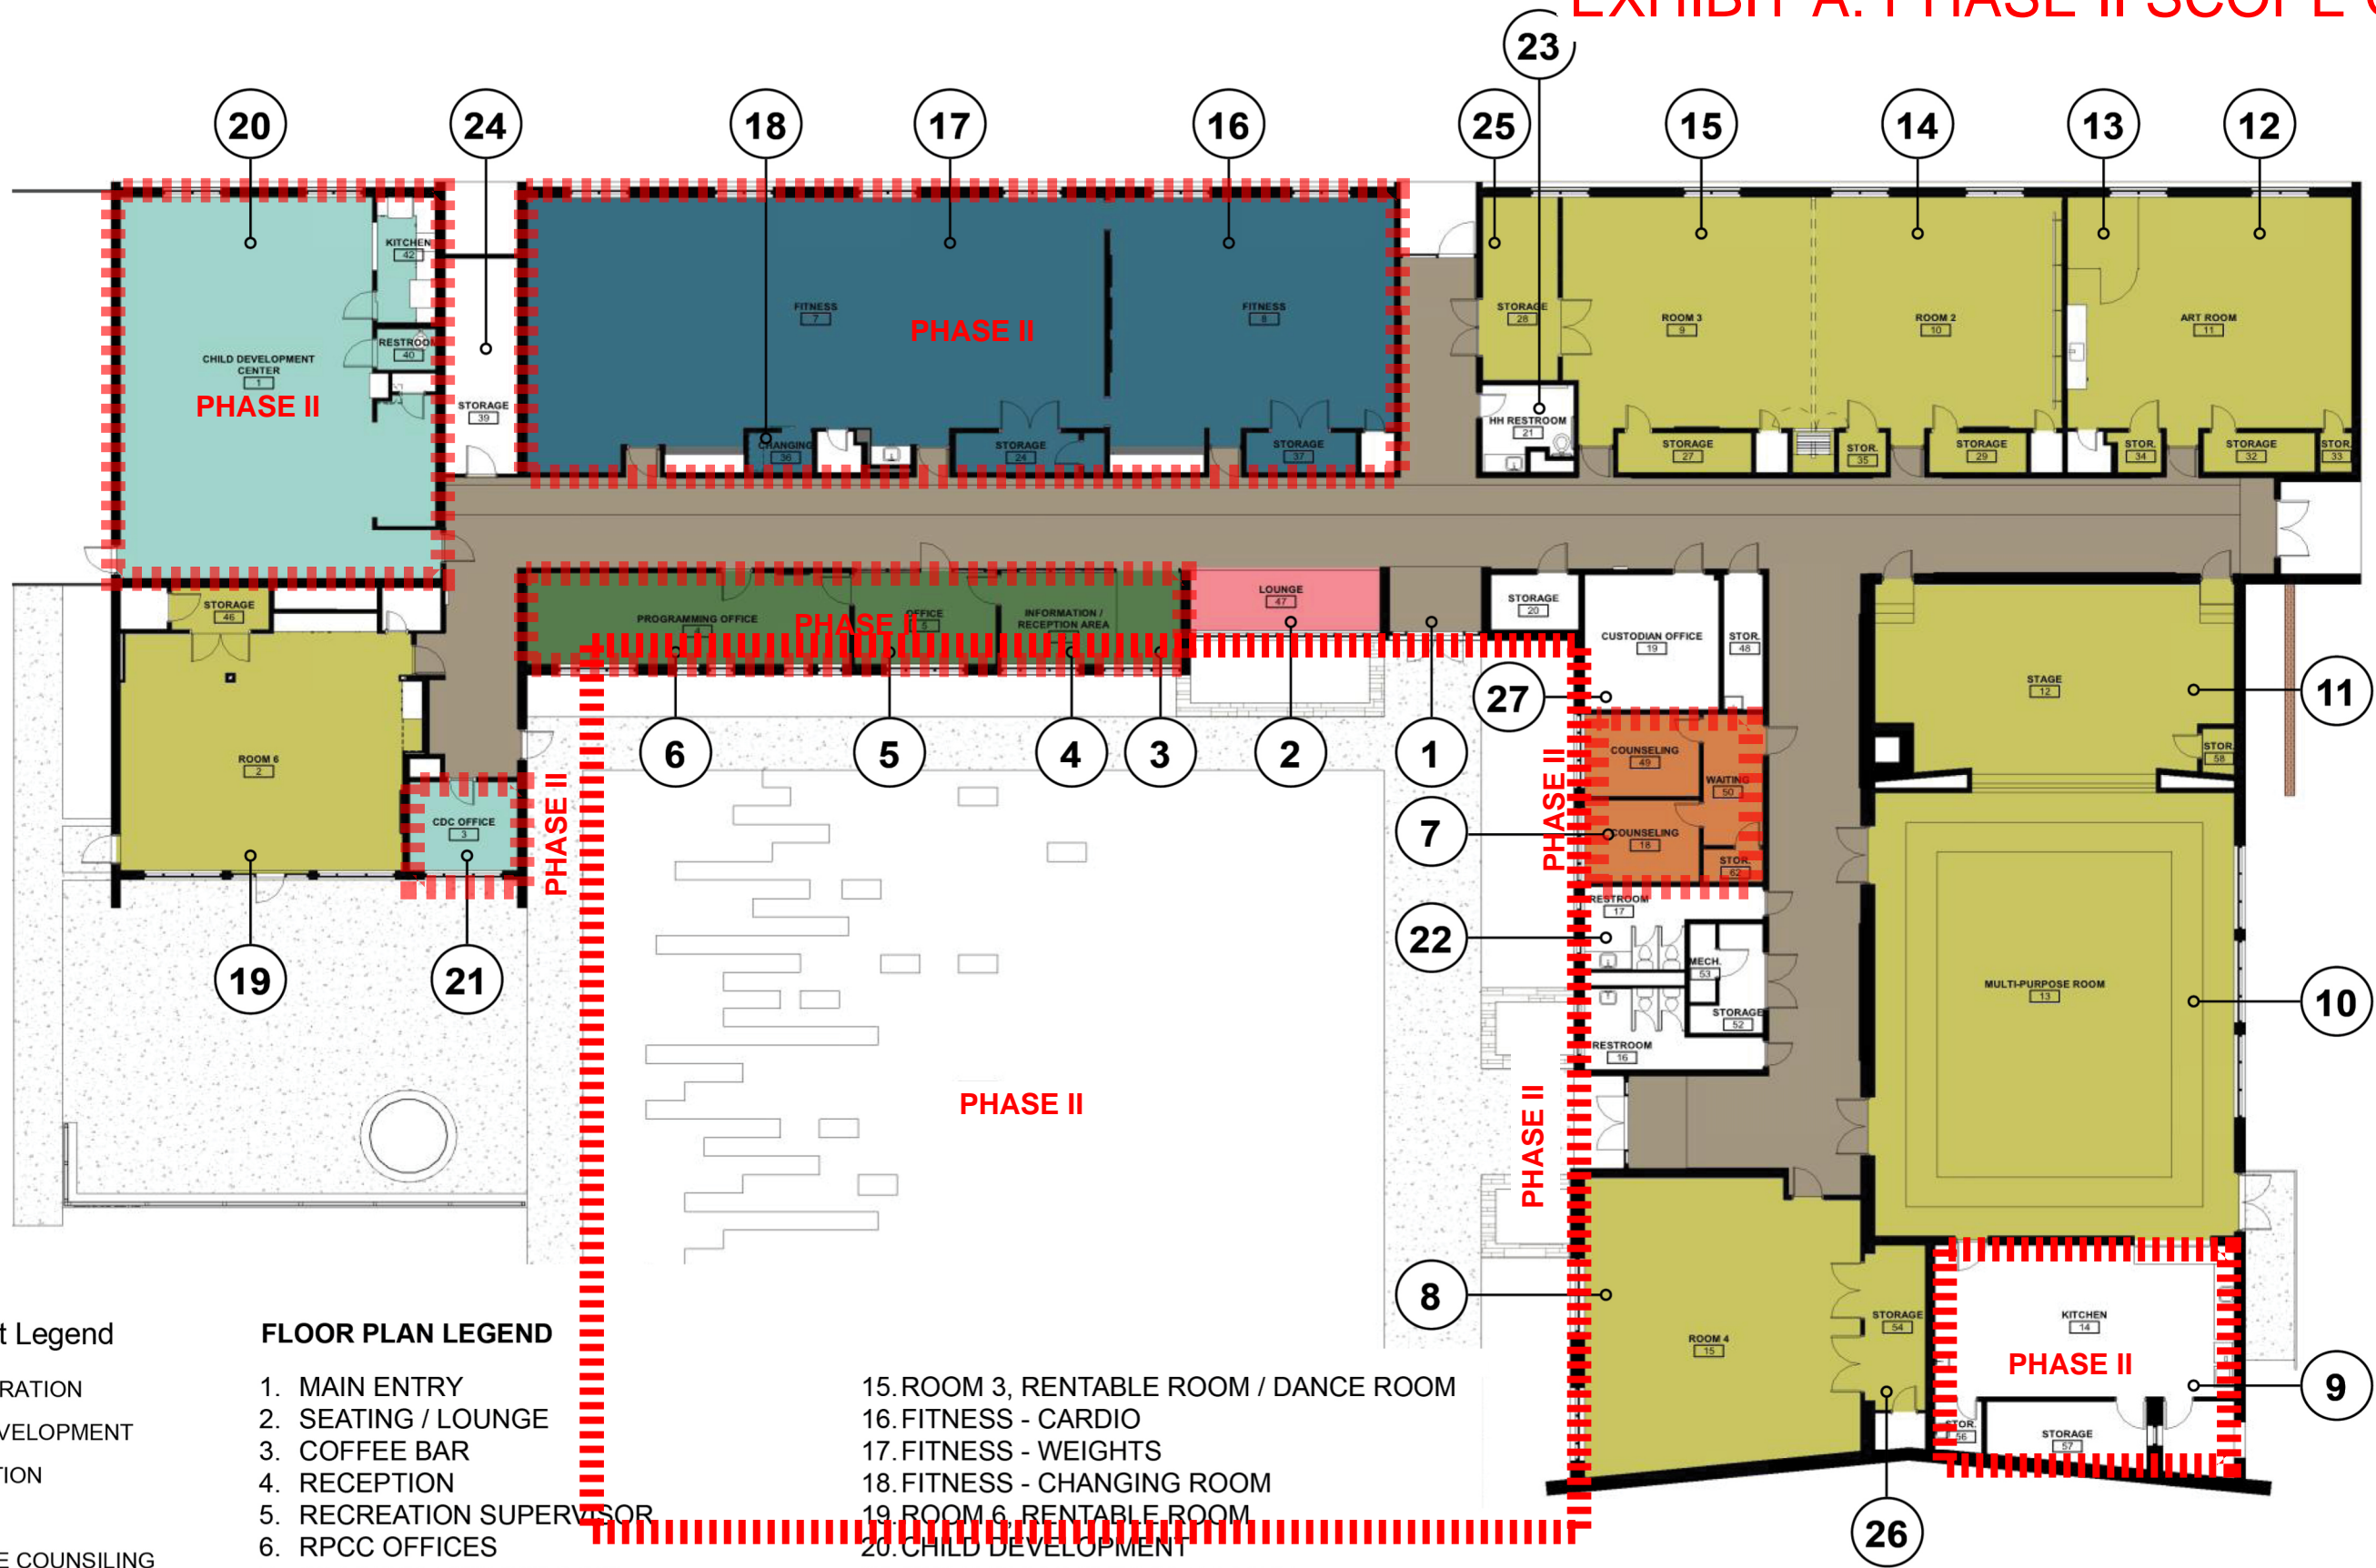 EXHIBIT A: PHASE II SCOPE
23
20
24
18
17
16
25
15
14
13
12
KITCHEN
42
RESTROOM
40
CHILD DEVELOPMENT
CENTER
1
PHASE II
STORAGE
39
FITNESS
7
PHASE II
FITNESS
8
CHANGING
36
STORAGE
24
STORAGE
37
STORAGE
28
HH RESTROOM
21
ROOM 3
9
ROOM 2
10
ART ROOM
11
STORAGE
27
STOR.
35
STORAGE
29
STOR.
34
STORAGE
32
STOR.
33
STORAGE
46
PROGRAMMING OFFICE
4
OFFICE
5
PHASE II
INFORMATION /
RECEPTION AREA
LOUNGE
47
STORAGE
20
CUSTODIAN OFFICE
19
STOR.
48
STAGE
12
STOR.
58
11
27
6
5
4
3
2
1
ROOM 6
2
CDC OFFICE
3
PHASE II
COUNSELING
49
WAITING
50
COUNSELING
18
STOR.
62
PHASE II
7
RESTROOM
17
22
MECH.
53
STORAGE
52
RESTROOM
16
19
21
MULTI-PURPOSE ROOM
13
10
PHASE II
PHASE II
8
ROOM 4
15
STORAGE
54
KITCHEN
14
PHASE II
9
STOR.
56
STORAGE
57
26
t Legend
RATION
VELOPMENT
TION
E COUNSILING
FLOOR PLAN LEGEND
1. MAIN ENTRY
2. SEATING / LOUNGE
3. COFFEE BAR
4. RECEPTION
5. RECREATION SUPERVISOR
6. RPCC OFFICES
15. ROOM 3, RENTABLE ROOM / DANCE ROOM
16. FITNESS - CARDIO
17. FITNESS - WEIGHTS
18. FITNESS - CHANGING ROOM
19. ROOM 6, RENTABLE ROOM
20. CHILD DEVELOPMENT